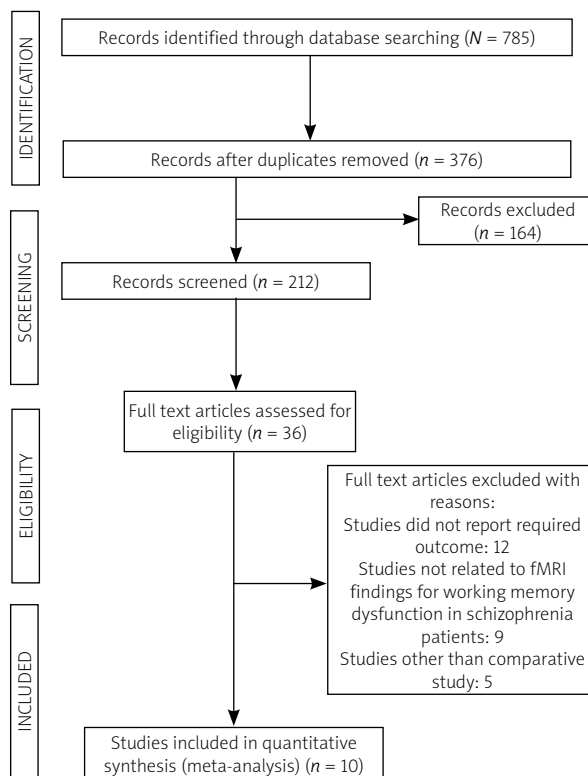 IDENTIFICATION
Records identified through database searching (N = 785)
Records after duplicates removed (n = 376)
SCREENING
Records excluded
(n = 164)
Records screened (n = 212)
ELIGIBILITY
Full text articles assessed for
eligibility (n = 36)
Full text articles excluded with
reasons:
Studies did not report required
outcome: 12
Studies not related to fMRI
findings for working memory
dysfunction in schizophrenia
patients: 9
Studies other than comparative
study: 5
INCLUDED
Studies included in quantitative
synthesis (meta-analysis) (n = 10)